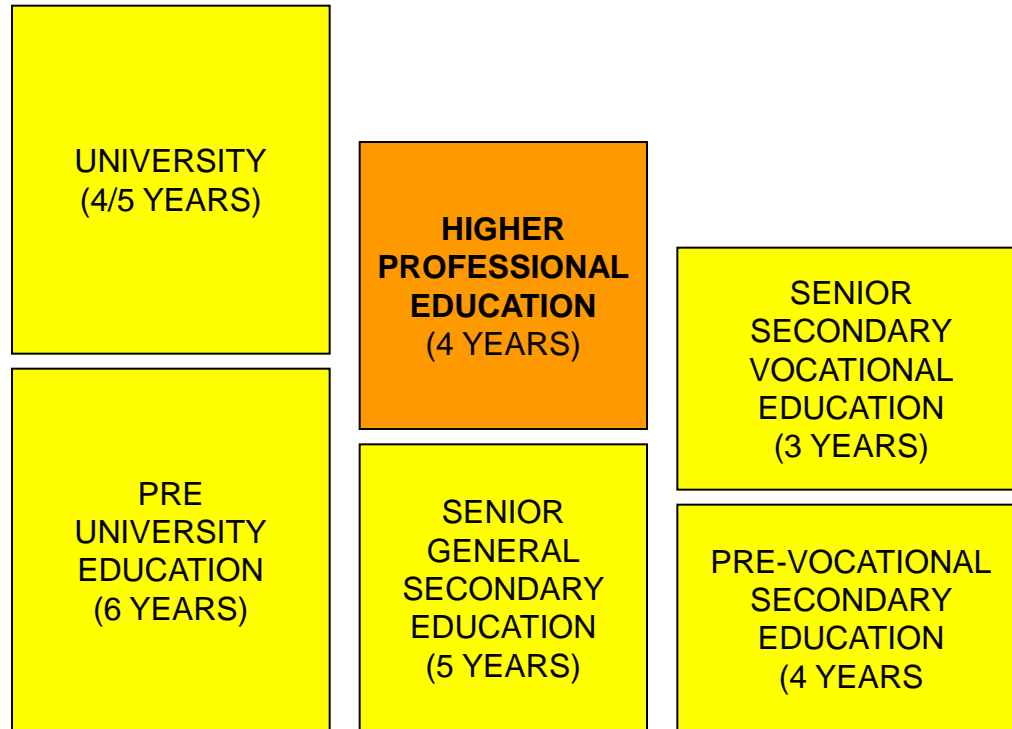 UNIVERSITY
(4/5 YEARS)
HIGHER
PROFESSIONAL
EDUCATION
(4 YEARS)
SENIOR
SECONDARY
VOCATIONAL
EDUCATION
(3 YEARS)
PRE
UNIVERSITY
EDUCATION
(6 YEARS)
SENIOR
GENERAL
SECONDARY
EDUCATION
(5 YEARS)
PRE-VOCATIONAL
SECONDARY
EDUCATION
(4 YEARS